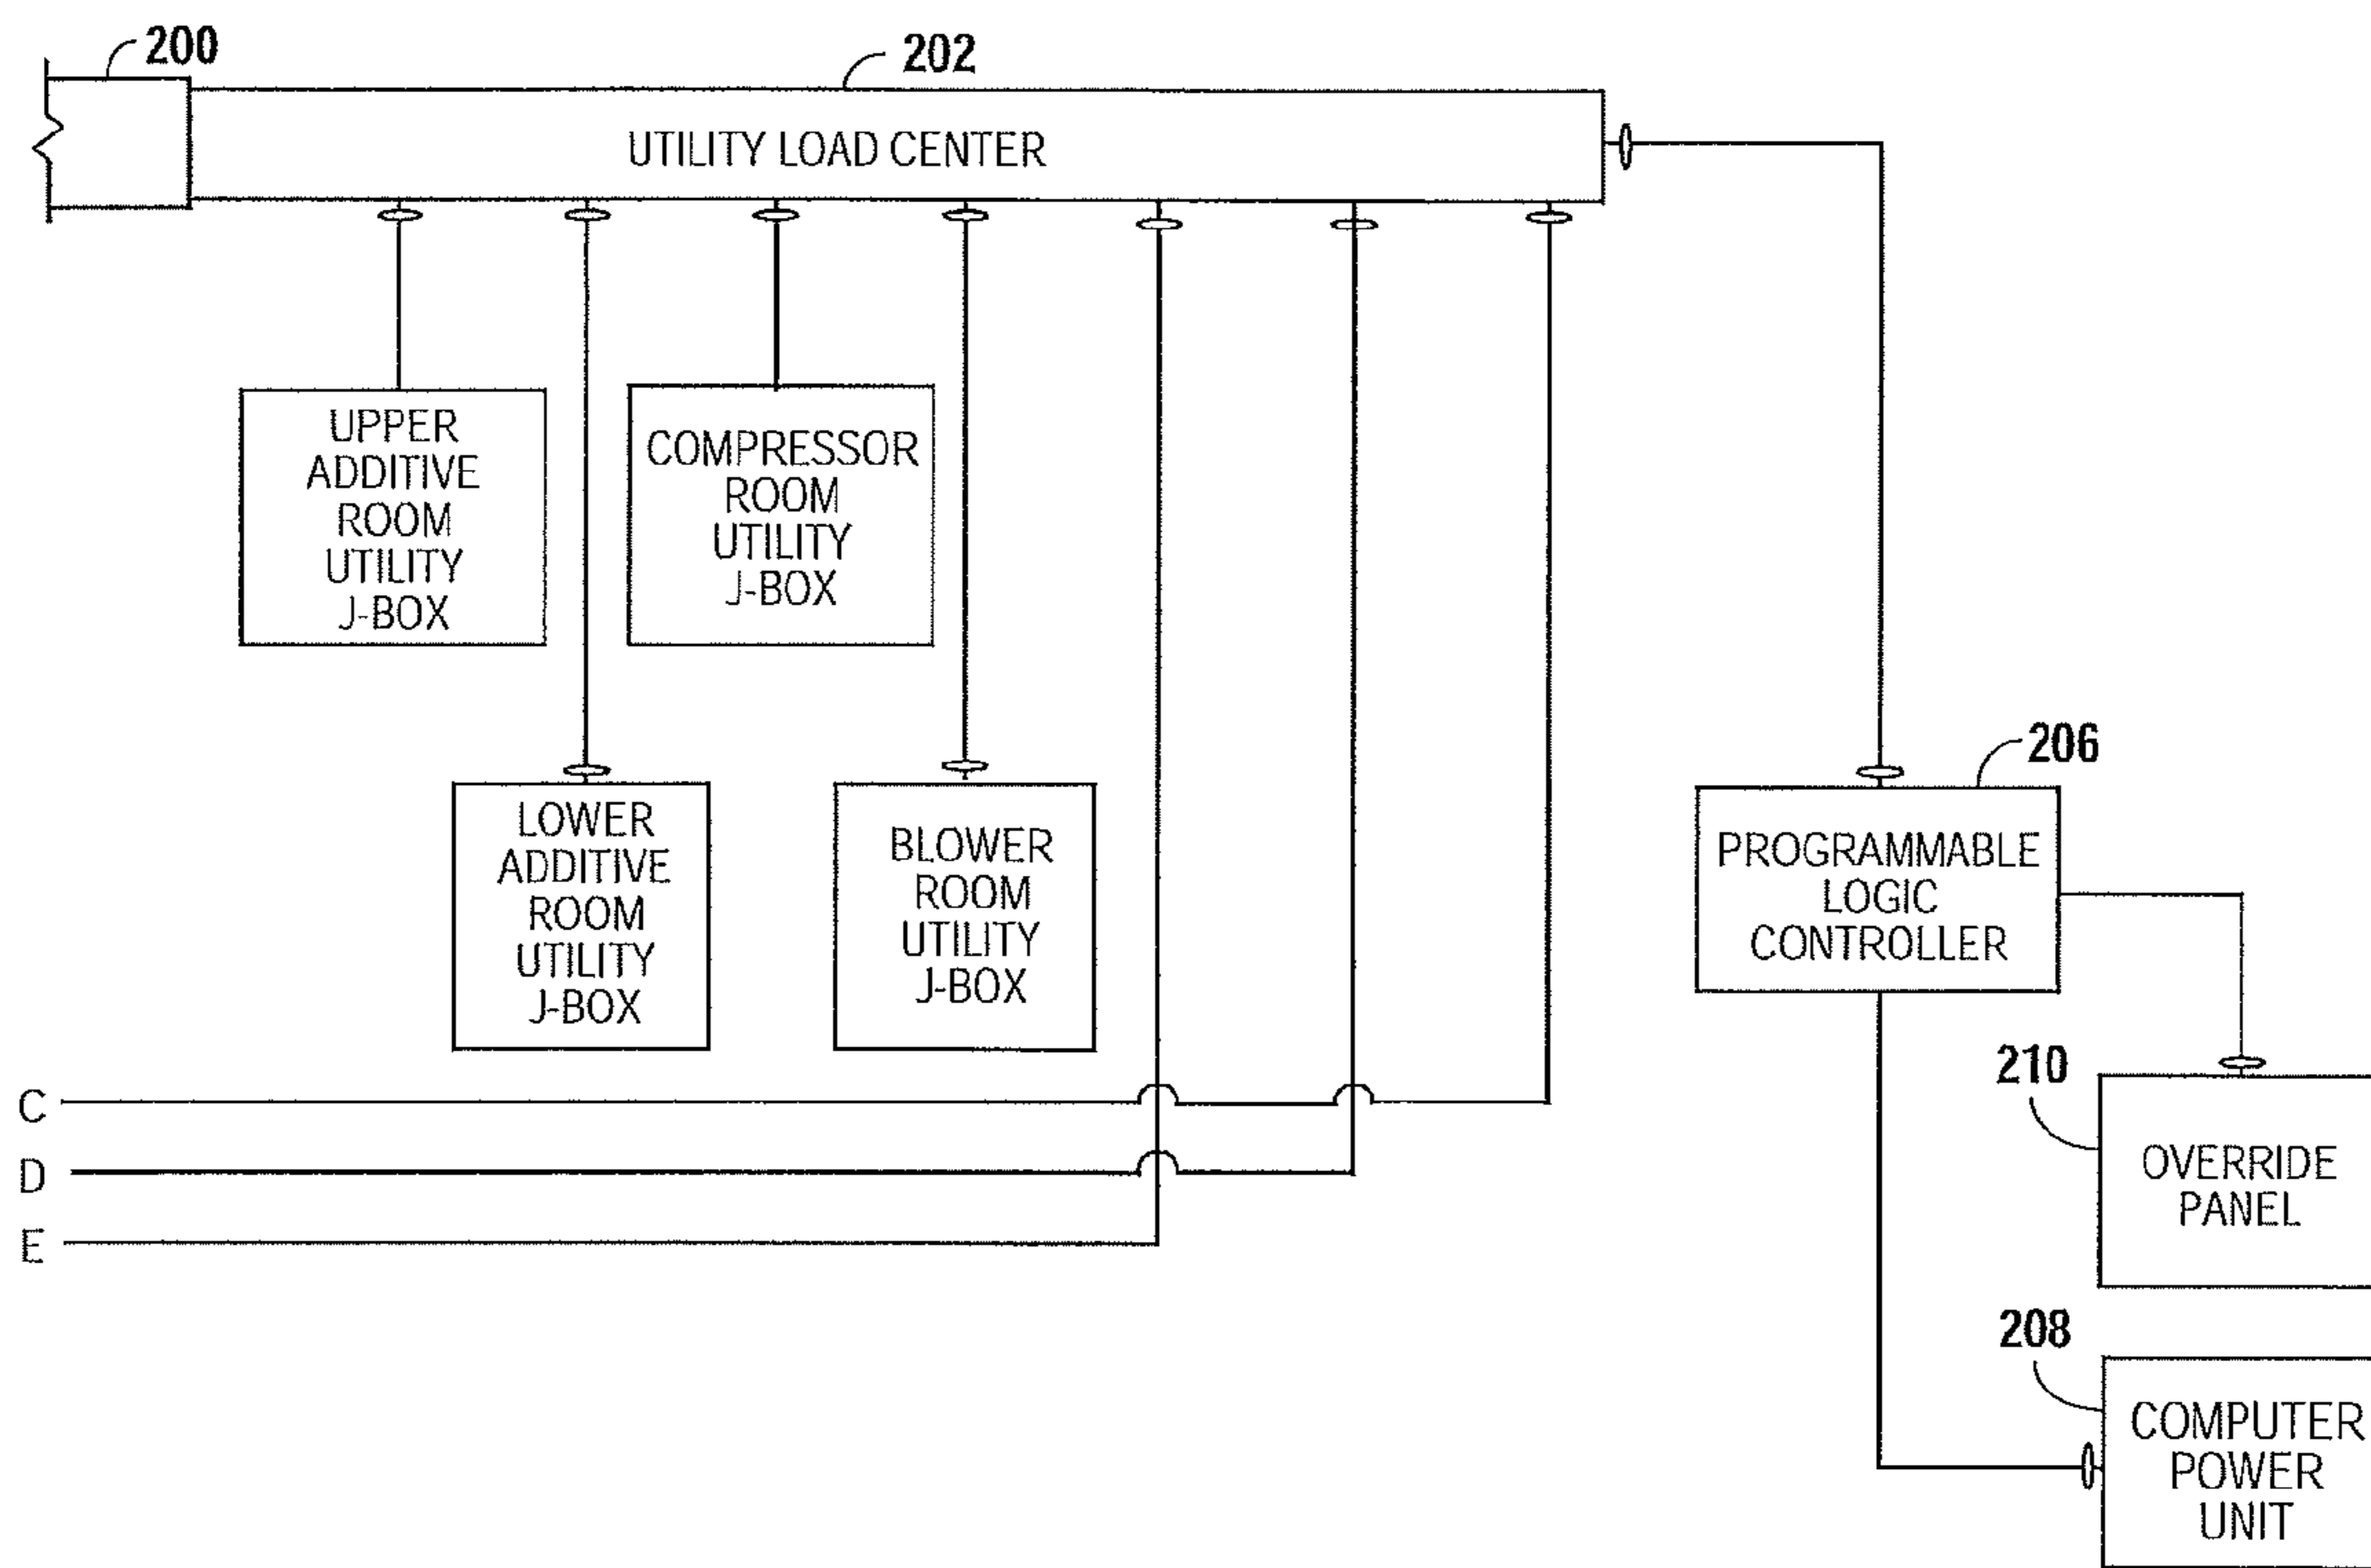 200
202
UTILITY LOAD CENTER
UPPER
ADDITIVE
ROOM
UTILITY
J-BOX
COMPRESSOR
ROOM
UTILITY
J-BOX
LOWER
ADDITIVE
ROOM
UTILITY
J-BOX
BLOWER
ROOM
UTILITY
J-BOX
206
PROGRAMMABLE
LOGIC
CONTROLLER
C
D
E
210
OVERRIDE
PANEL
208
COMPUTER
POWER
UNIT